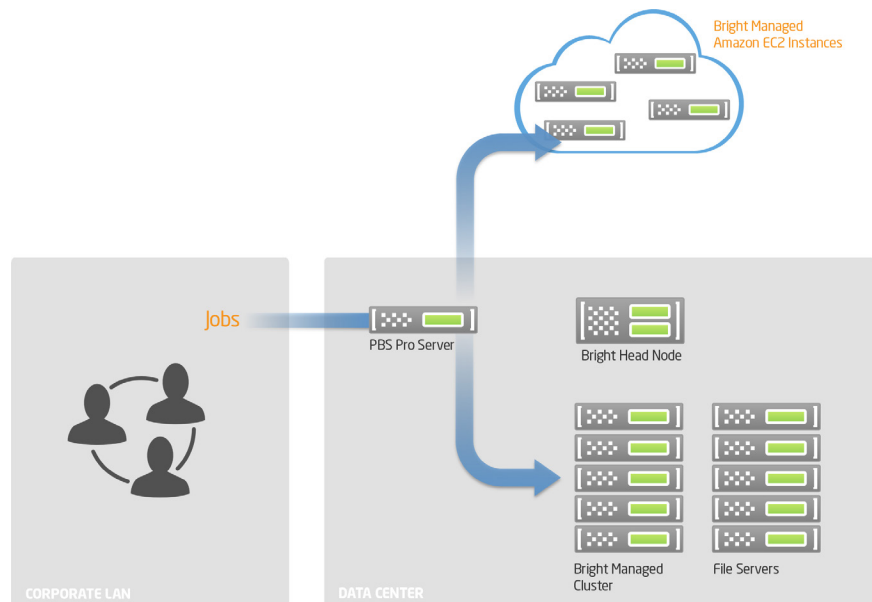 Bright Managed
Amazon EC2 Instances
Jobs
PBS Pro Server
Bright Head Node
Bright Managed
Cluster
File Servers
CORPORATE LAN
DATA CENTER